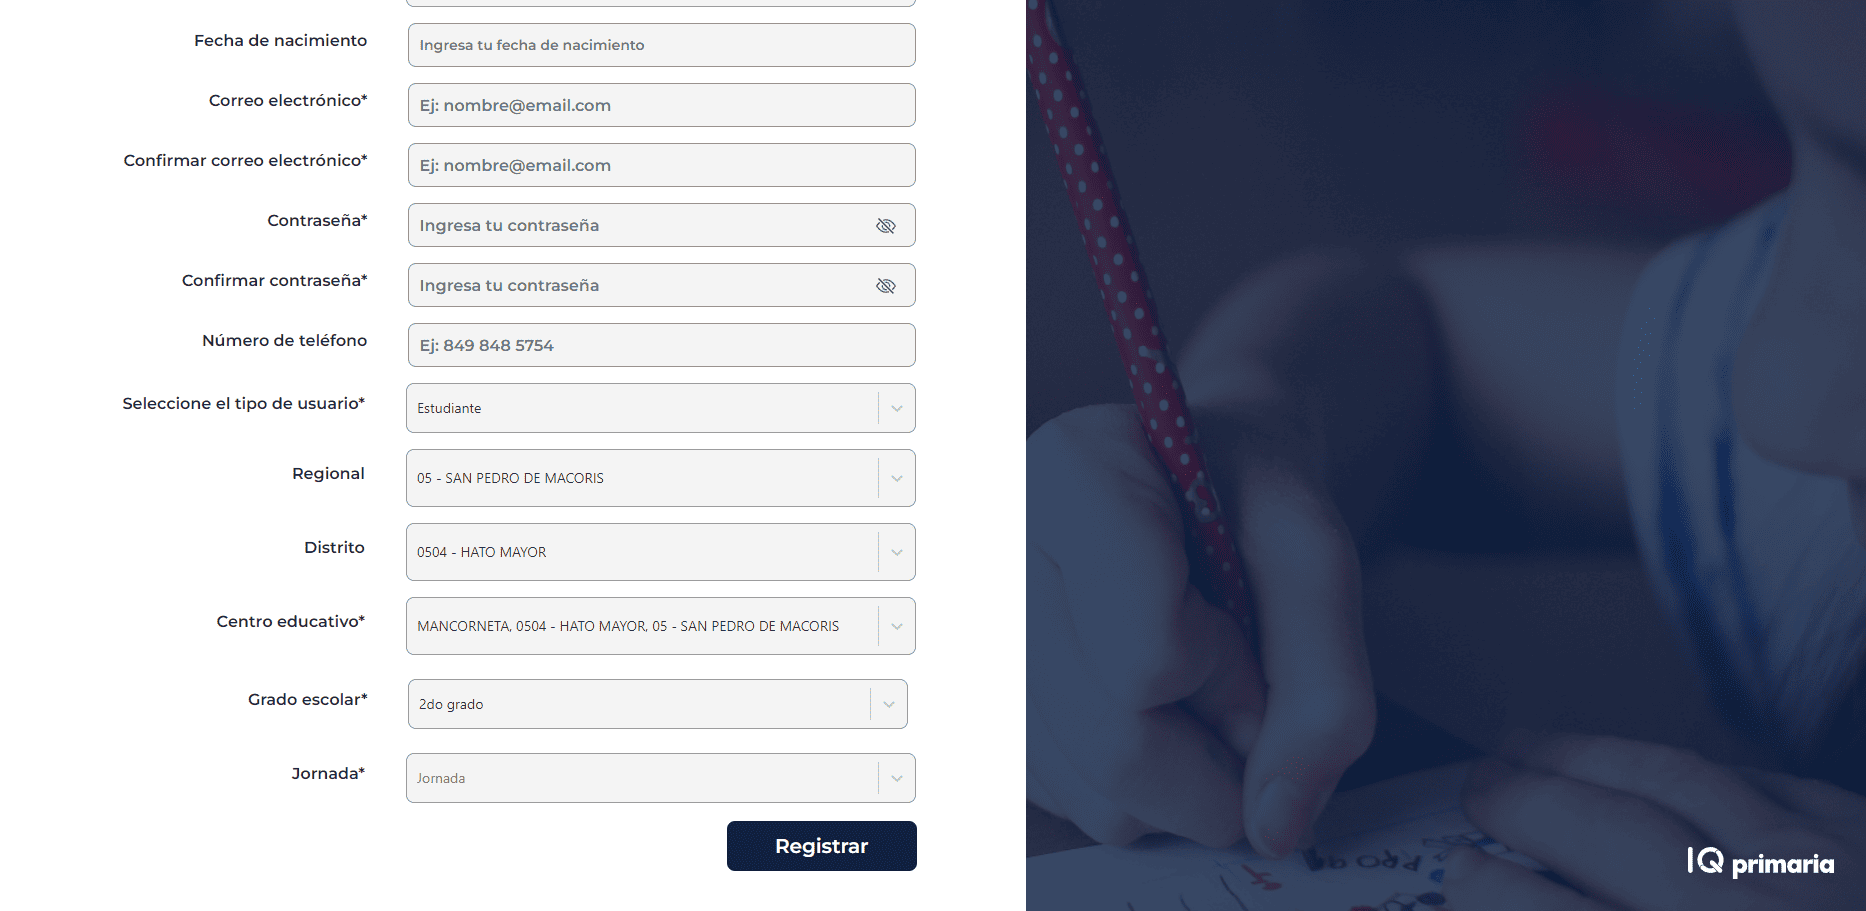 Fecha de nacimiento
Ingresa tu fecha de nacimiento
Correo electrónico*
Ej: nombre@email.com
Confirmar correo electrónico*
Ej: nombre@email.com
Contraseña*
Ingresa tu contraseña
Confirmar contraseña*
Ingresa tu contraseña
Número de teléfono
Ej: 849 848 5754
Seleccione el tipo de usuario*
Estudiante
Regional
05 - SAN PEDRO DE MACORIS
Distrito
0504 - HATO MAYOR
Centro educativo*
MANCORNETA, 0504 - HATO MAYOR, 05 - SAN PEDRO DE MACORIS
Grado escolar*
2do grado
Jornada*
Jornada
Registrar
IQ primaria